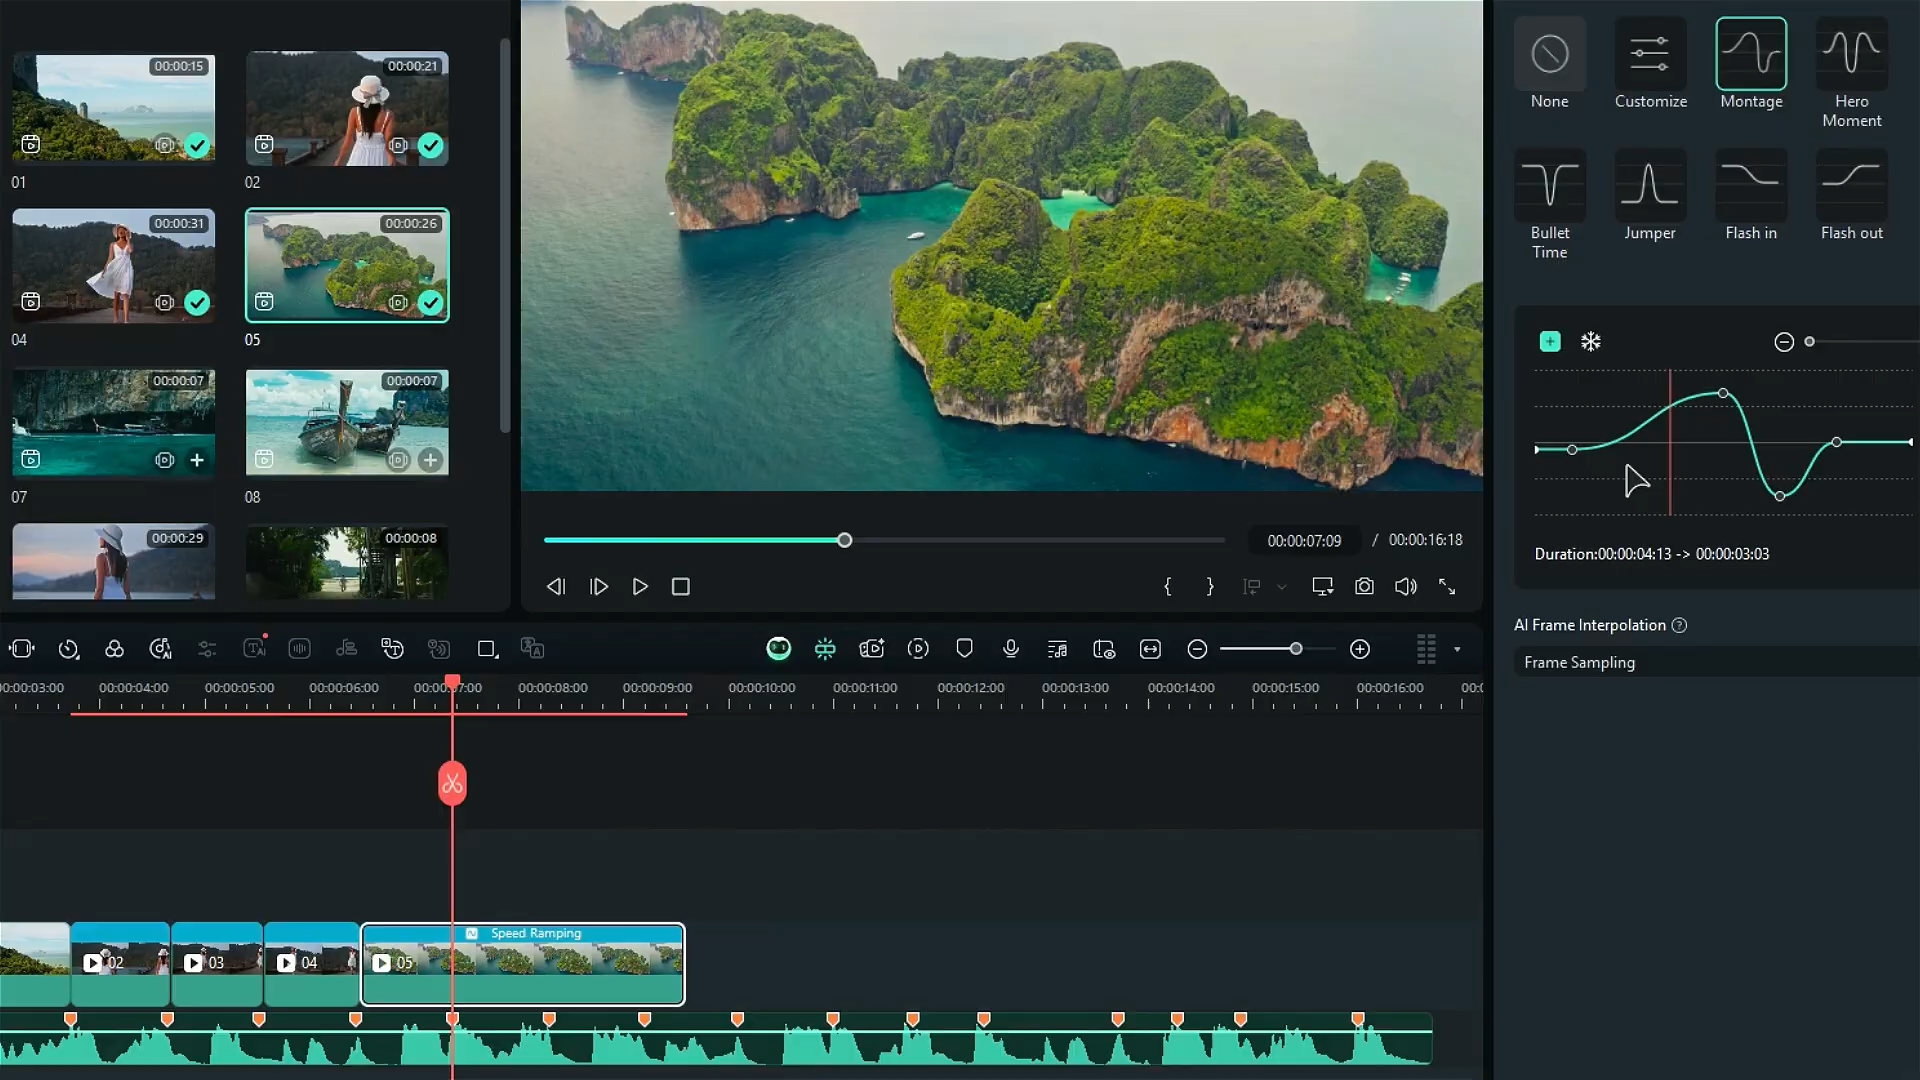 00:00:15
00:00:21
01
02
00:00:31
00:00:26
04
05
00:00:07
00:00:07
07
08
00:00:29
00:00:08
00:00:07:09 / 00:00:16:18
None
Customize
Montage
Hero
Moment
Bullet
Time
Jumper
Flash in
Flash out
Duration:00:00:04:13 -> 00:00:03:03
AI Frame Interpolation
Frame Sampling
00:00:03:00 00:00:04:00 00:00:05:00 00:00:06:00 00:00:07:00 00:00:08:00 00:00:09:00 00:00:10:00 00:00:11:00 00:00:12:00 00:00:13:00 00:00:14:00 00:00:15:00 00:00:16:00
Speed Ramping
02
03
04
05